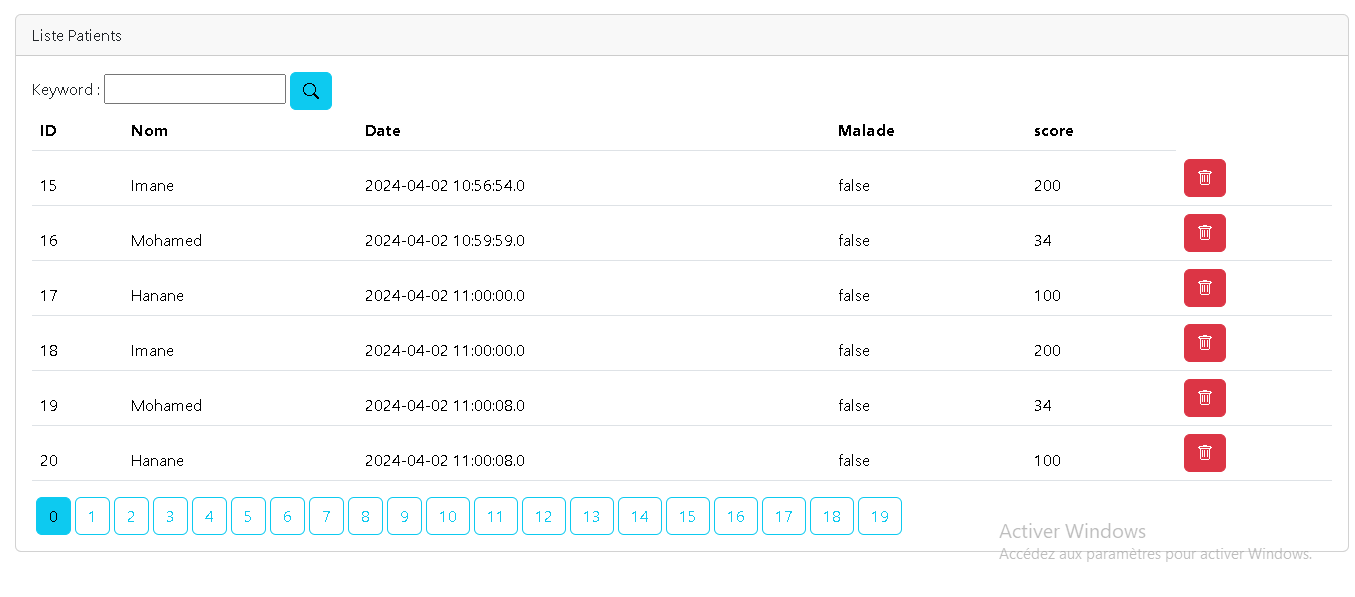 Liste Patients
Keyword :
ID Nom Date Malade score
15 Imane 2024-04-02 10:56:54.0 false 200
16 Mohamed 2024-04-02 10:59:59.0 false 34
17 Hanane 2024-04-02 11:00:00.0 false 100
18 Imane 2024-04-02 11:00:00.0 false 200
19 Mohamed 2024-04-02 11:00:08.0 false 34
20 Hanane 2024-04-02 11:00:08.0 false 100
0 1 2 3 4 5 6 7 8 9 10 11 12 13 14 15 16 17 18 19
Activer Windows
Accédez aux paramètres pour activer Windows.